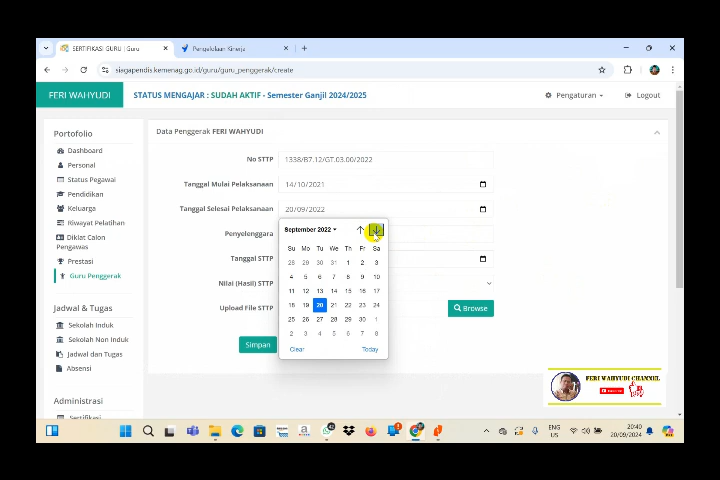 SERTIFIKASI GURU | Guru
Pengelolaan Kinerja
siagapendis.kemenag.go.id/guru/guru_penggerak/create
FERI WAHYUDI
STATUS MENGAJAR : SUDAH AKTIF - Semester Ganjil 2024/2025
Pengaturan
Logout
Portofolio
Dashboard
Personal
Status Pegawai
Pendidikan
Keluarga
Riwayat Pelatihan
Diklat Calon
Pengawas
Prestasi
Guru Penggerak
Jadwal & Tugas
Sekolah Induk
Sekolah Non Induk
Jadwal dan Tugas
Absensi
Administrasi
Sertifikasi
Data Penggerak FERI WAHYUDI
No STTP
1338/B7.12/GT.03.00/2022
Tanggal Mulai Pelaksanaan
14/10/2021
Tanggal Selesai Pelaksanaan
20/09/2022
Penyelenggara
Tanggal STTP
Nilai (Hasil) STTP
Upload File STTP
Browse
Simpan
September 2022
Su Mo Tu We Th Fr Sa
28 29 30 31 1 2 3
4 5 6 7 8 9 10
11 12 13 14 15 16 17
18 19 20 21 22 23 24
25 26 27 28 29 30 1
2 3 4 5 6 7 8
Clear
Today
FERI WAHYUDI CHANNEL
ENG
US
20:40
20/09/2024